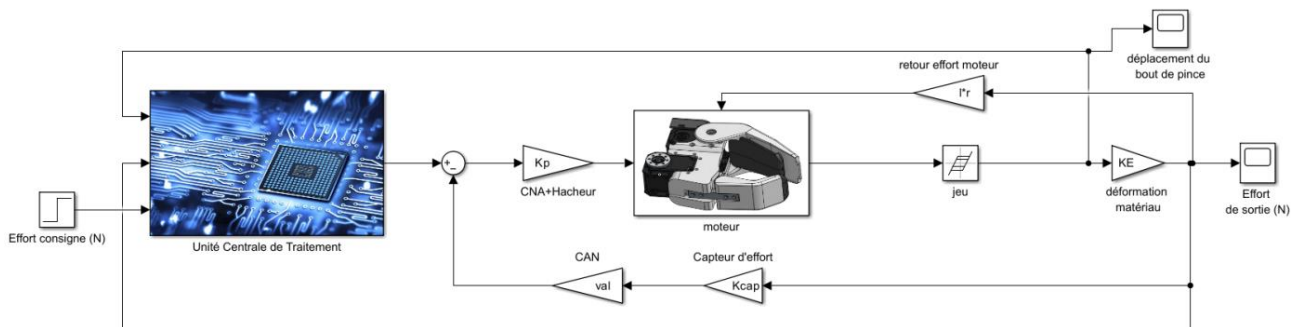 déplacement du
bout de pince
retour effort moteur
l*r
Effort consigne (N)
Unité Centrale de Traitement
Kp
CNA+Hacheur
moteur
jeu
KE
déformation
matériau
Effort
de sortie (N)
CAN
val
Capteur d'effort
Kcap